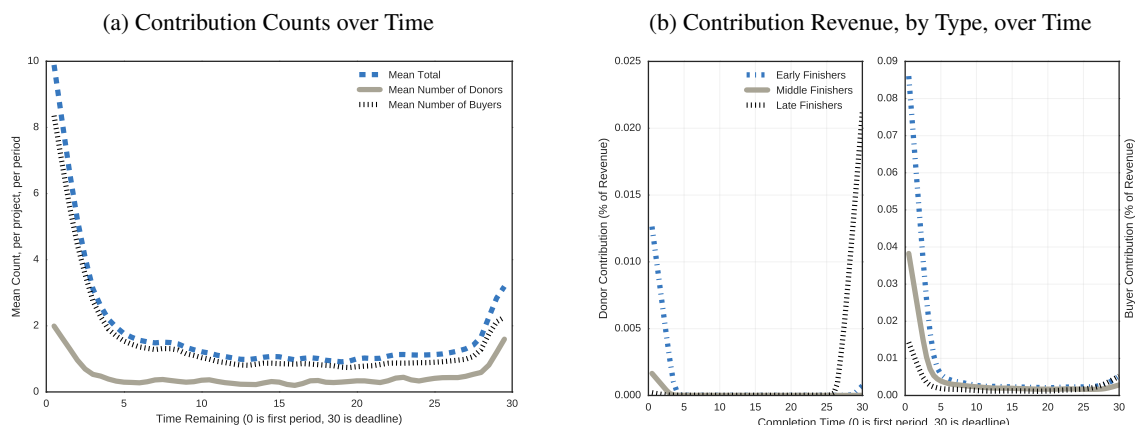 (a) Contribution Counts over Time
10
8
6
4
2
0
Mean Count, per project, per period
Mean Total
Mean Number of Donors
Mean Number of Buyers
0 5 10 15 20 25 30
Time Remaining (0 is first period, 30 is deadline)
(b) Contribution Revenue, by Type, over Time
0.025
0.020
0.015
0.010
0.005
0.000
Donor Contribution (% of Revenue)
Early Finishers
Middle Finishers
Late Finishers
0 5 10 15 20 25 30
0.09
0.08
0.07
0.06
0.05
0.04
0.03
0.02
0.01
0.00
0 5 10 15 20 25 30
Buyer Contribution (% of Revenue)
Completion Time (0 is first period, 30 is deadline)